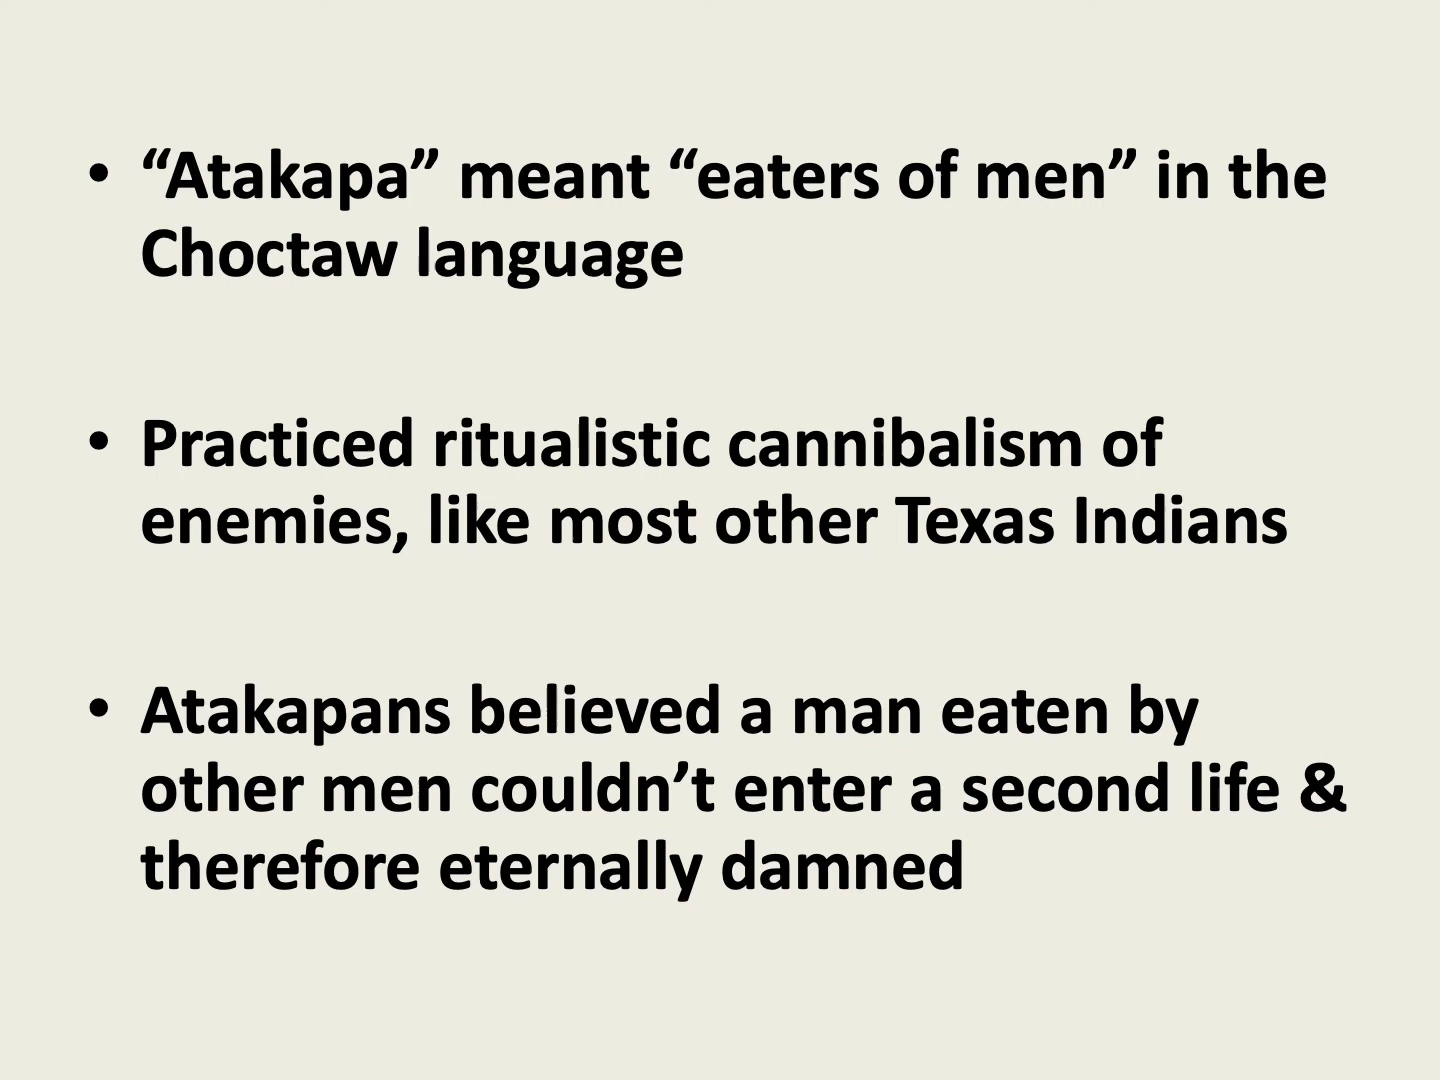 • “Atakapa” meant “eaters of men” in the
Choctaw language
• Practiced ritualistic cannibalism of
enemies, like most other Texas Indians
• Atakapans believed a man eaten by
other men couldn’t enter a second life &
therefore eternally damned